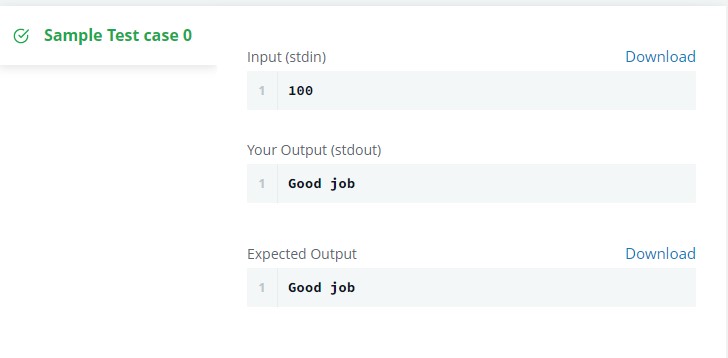 Sample Test case 0
Input (stdin)
Download
1 100
Your Output (stdout)
1 Good job
Expected Output
Download
1 Good job